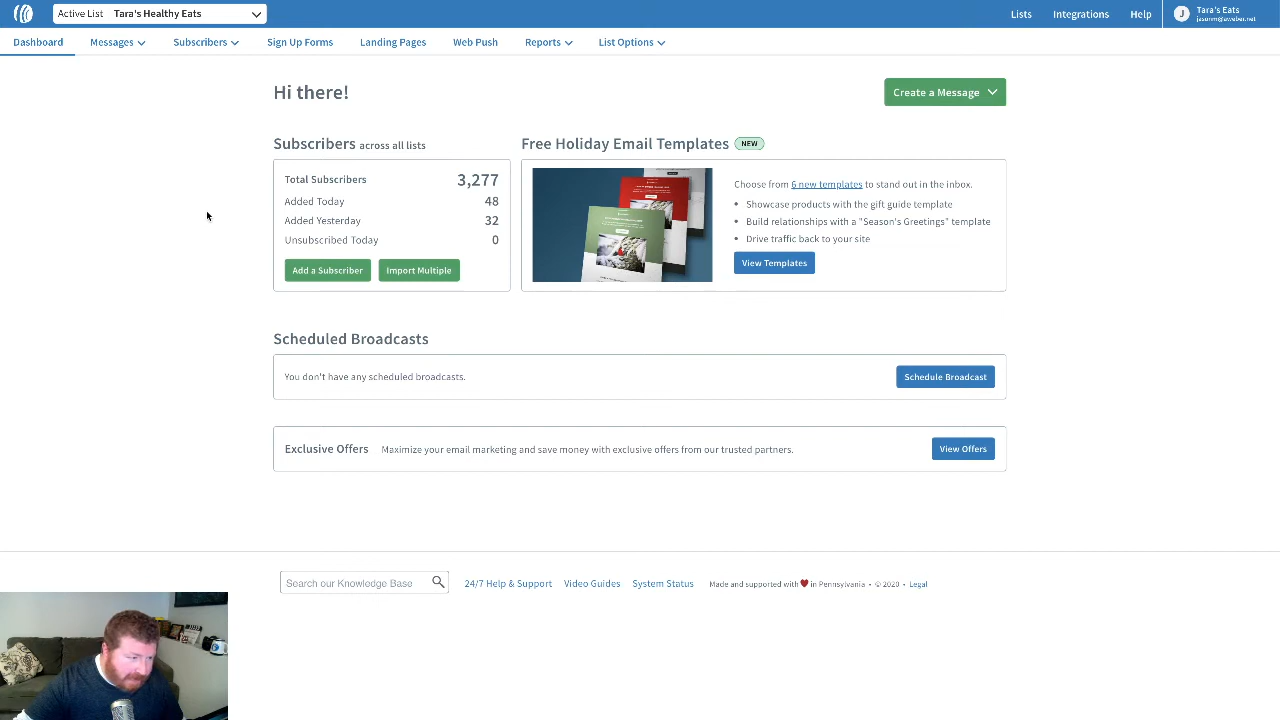 Active List Tara's Healthy Eats
Lists Integrations Help J Tara's Eats
jasonm@aweber.net
Dashboard Messages Subscribers Sign Up Forms Landing Pages Web Push Reports List Options
Hi there!
Create a Message
Subscribers across all lists
Total Subscribers 3,277
Added Today 48
Added Yesterday 32
Unsubscribed Today 0
Add a Subscriber Import Multiple
Free Holiday Email Templates NEW
Choose from 6 new templates to stand out in the inbox.
• Showcase products with the gift guide template
• Build relationships with a "Season's Greetings" template
• Drive traffic back to your site
View Templates
Scheduled Broadcasts
You don't have any scheduled broadcasts. Schedule Broadcast
Exclusive Offers Maximize your email marketing and save money with exclusive offers from our trusted partners. View Offers
Search our Knowledge Base 24/7 Help & Support Video Guides System Status Made and supported with ❤ in Pennsylvania • © 2020 • Legal